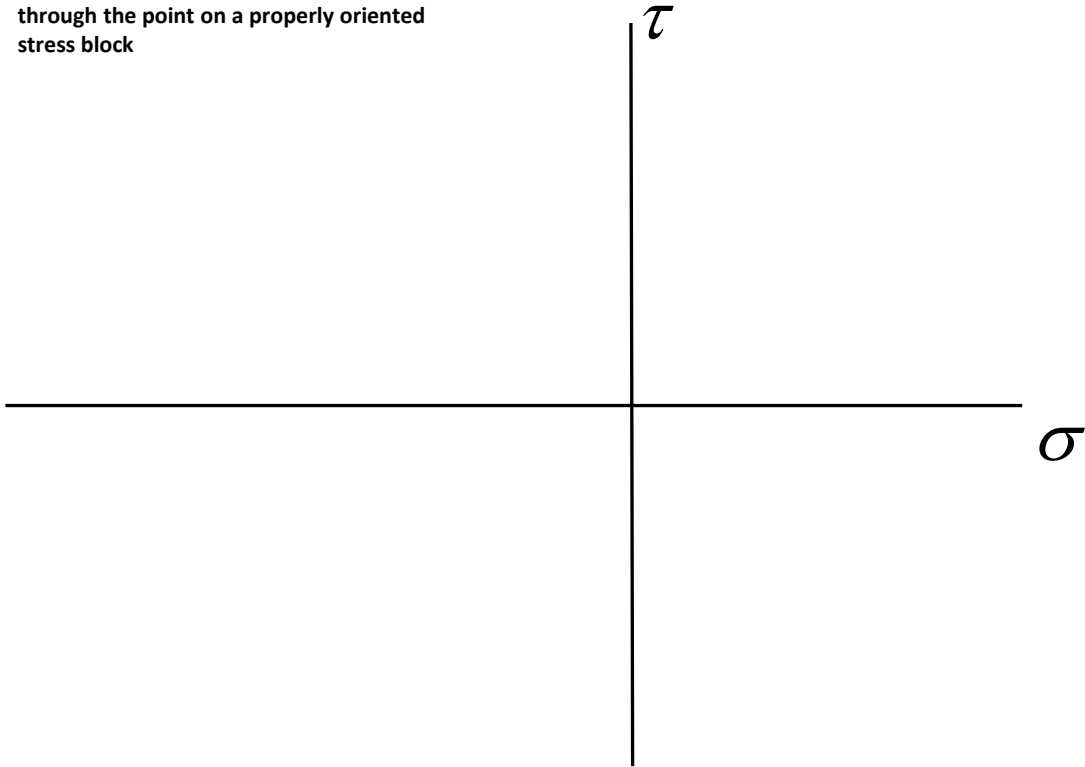 through the point on a properly oriented
stress block
τ
σ